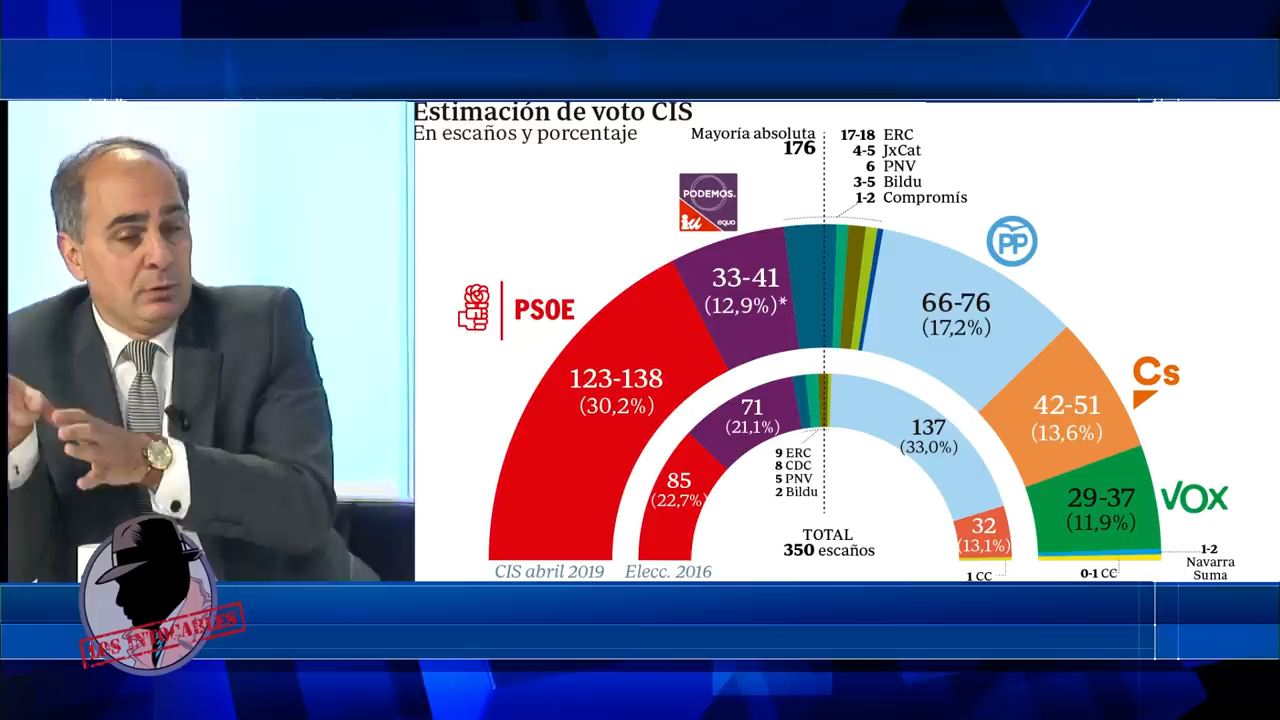 Estimación de voto CIS
En escaños y porcentaje
Mayoría absoluta
176
17-18 ERC
4-5 JxCat
6 PNV
3-5 Bildu
1-2 Compromís
PODEMOS.
iu equo
PP
33-41
(12,9%)*
66-76
(17,2%)
PSOE
Cs
123-138
(30,2%)
42-51
(13,6%)
71
(21,1%)
137
(33,0%)
9 ERC
8 CDC
5 PNV
2 Bildu
85
(22,7%)
29-37
(11,9%)
VOX
32
(13,1%)
TOTAL
350 escaños
1-2
Navarra
Suma
CIS abril 2019 Elecc. 2016
1 CC
0-1 CC
LOS INTOCABLES